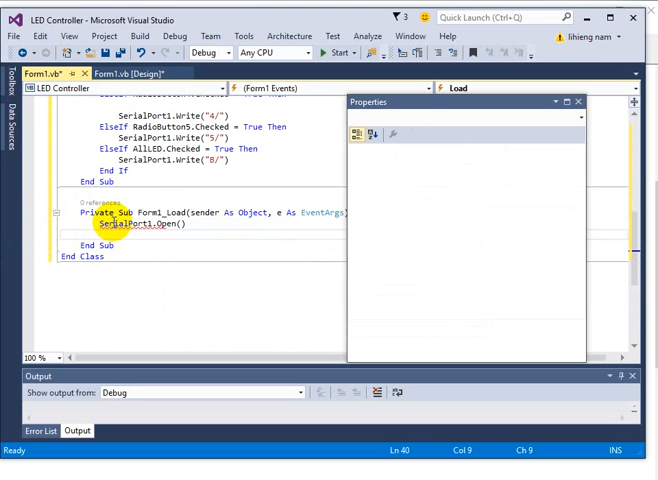 LED Controller - Microsoft Visual Studio
3
Quick Launch (Ctrl+Q)
File
Edit
View
Project
Build
Debug
Team
Tools
Architecture
Test
Analyze
Window
Help
lihieng nam
Debug
Any CPU
Start
Toolbox
Data Sources
Form1.vb*
Form1.vb [Design]*
LED Controller
(Form1 Events)
Load
SerialPort1.Write("4/")
ElseIf RadioButton5.Checked = True Then
SerialPort1.Write("5/")
ElseIf AllLED.Checked = True Then
SerialPort1.Write("B/")
End If
End Sub
0 references
Private Sub Form1_Load(sender As Object, e As EventArgs)
SerialPort1.Open()
End Sub
End Class
100 %
Properties
Output
Show output from:
Debug
Error List
Output
Ready
Ln 40
Col 9
Ch 9
INS